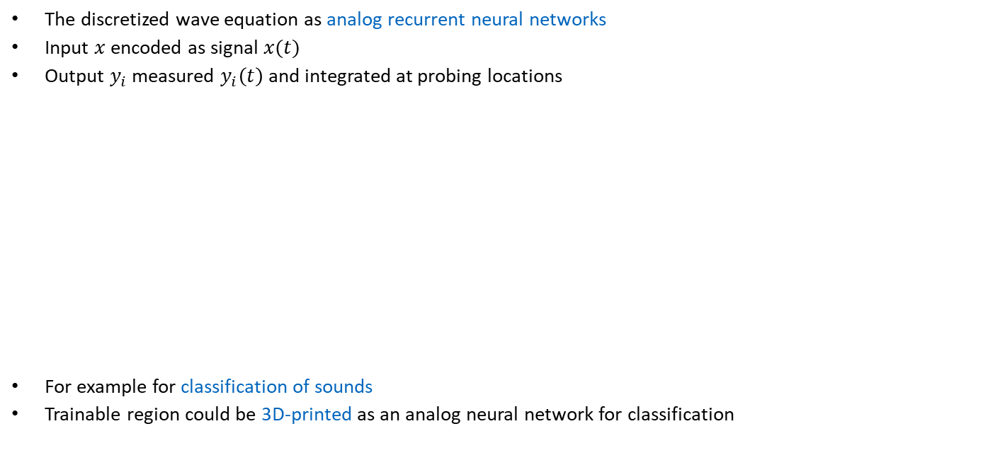 • The discretized wave equation as analog recurrent neural networks
• Input x encoded as signal x(t)
• Output yᵢ measured yᵢ(t) and integrated at probing locations
• For example for classification of sounds
• Trainable region could be 3D-printed as an analog neural network for classification